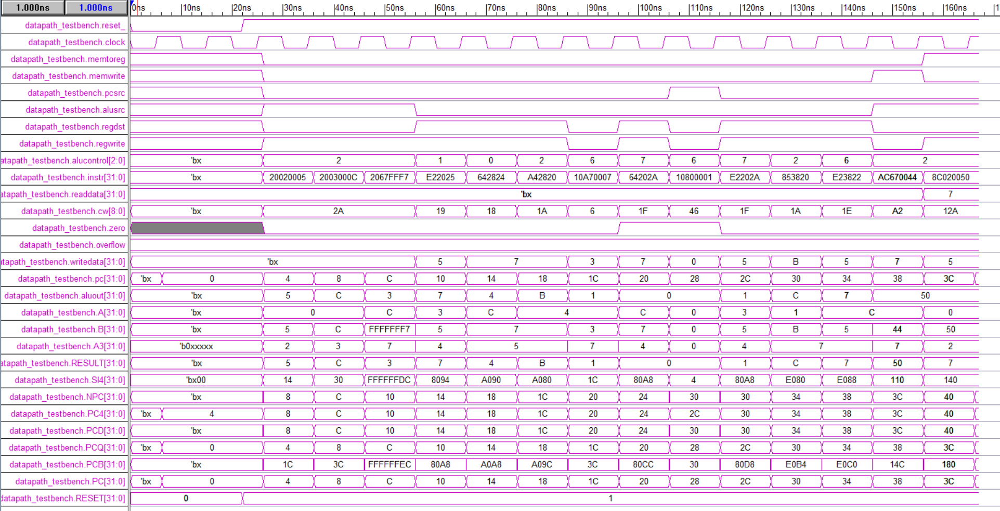 1.000ns 1.000ns 0ns 10ns 20ns 30ns 40ns 50ns 60ns 70ns 80ns 90ns 100ns 110ns 120ns 130ns 140ns 150ns 160ns 1
datapath_testbench.reset_
datapath_testbench.clock
datapath_testbench.memtoreg
datapath_testbench.memwrite
datapath_testbench.pcsrc
datapath_testbench.alusrc
datapath_testbench.regdst
datapath_testbench.regwrite
atapath_testbench.alucontrol[2:0] 'bx 2 1 0 2 6 7 6 7 2 6 2
datapath_testbench.instr[31:0] 'bx 20020005 2003000C 2067FFF7 E22025 642824 A42820 10A70007 64202A 10800001 E2202A 853820 E23822 AC670044 8C020050
atapath_testbench.readdata[31:0] 'bx 7
datapath_testbench.cw[8:0] 'bx 2A 19 18 1A 6 1F 46 1F 1A 1E A2 12A
datapath_testbench.zero
datapath_testbench.overflow
tapath_testbench.writedata[31:0] 'bx 5 7 3 7 0 5 B 5 7 5
datapath_testbench.pc[31:0] 'bx 0 4 8 C 10 14 18 1C 20 28 2C 30 34 38 3C
datapath_testbench.aluout[31:0] 'bx 5 C 3 7 4 B 1 0 1 C 7 50
datapath_testbench.A[31:0] 'bx 0 C 3 C 4 C 0 3 1 C 0
datapath_testbench.B[31:0] 'bx 5 C FFFFFFF7 5 7 3 7 0 5 B 5 44 50
datapath_testbench.A3[31:0] 'b0xxxxx 2 3 7 4 5 7 4 0 4 7 7 2
atapath_testbench.RESULT[31:0] 'bx 5 C 3 7 4 B 1 0 1 C 7 50 7
datapath_testbench.SI4[31:0] 'bx00 14 30 FFFFFFDC 8094 A090 A080 1C 80A8 4 80A8 E080 E088 110 140
datapath_testbench.NPC[31:0] 'bx 8 C 10 14 18 1C 20 24 30 30 34 38 3C 40
datapath_testbench.PC4[31:0] 'bx 4 8 C 10 14 18 1C 20 24 2C 30 34 38 3C 40
datapath_testbench.PCD[31:0] 'bx 8 C 10 14 18 1C 20 24 30 30 34 38 3C 40
datapath_testbench.PCQ[31:0] 'bx 0 4 8 C 10 14 18 1C 20 28 2C 30 34 38 3C
datapath_testbench.PCB[31:0] 'bx 1C 3C FFFFFFEC 80A8 A0A8 A09C 3C 80CC 30 80D8 E0B4 E0C0 14C 180
datapath_testbench.PC[31:0] 'bx 0 4 8 C 10 14 18 1C 20 28 2C 30 34 38 3C
datapath_testbench.RESET[31:0] 0 1